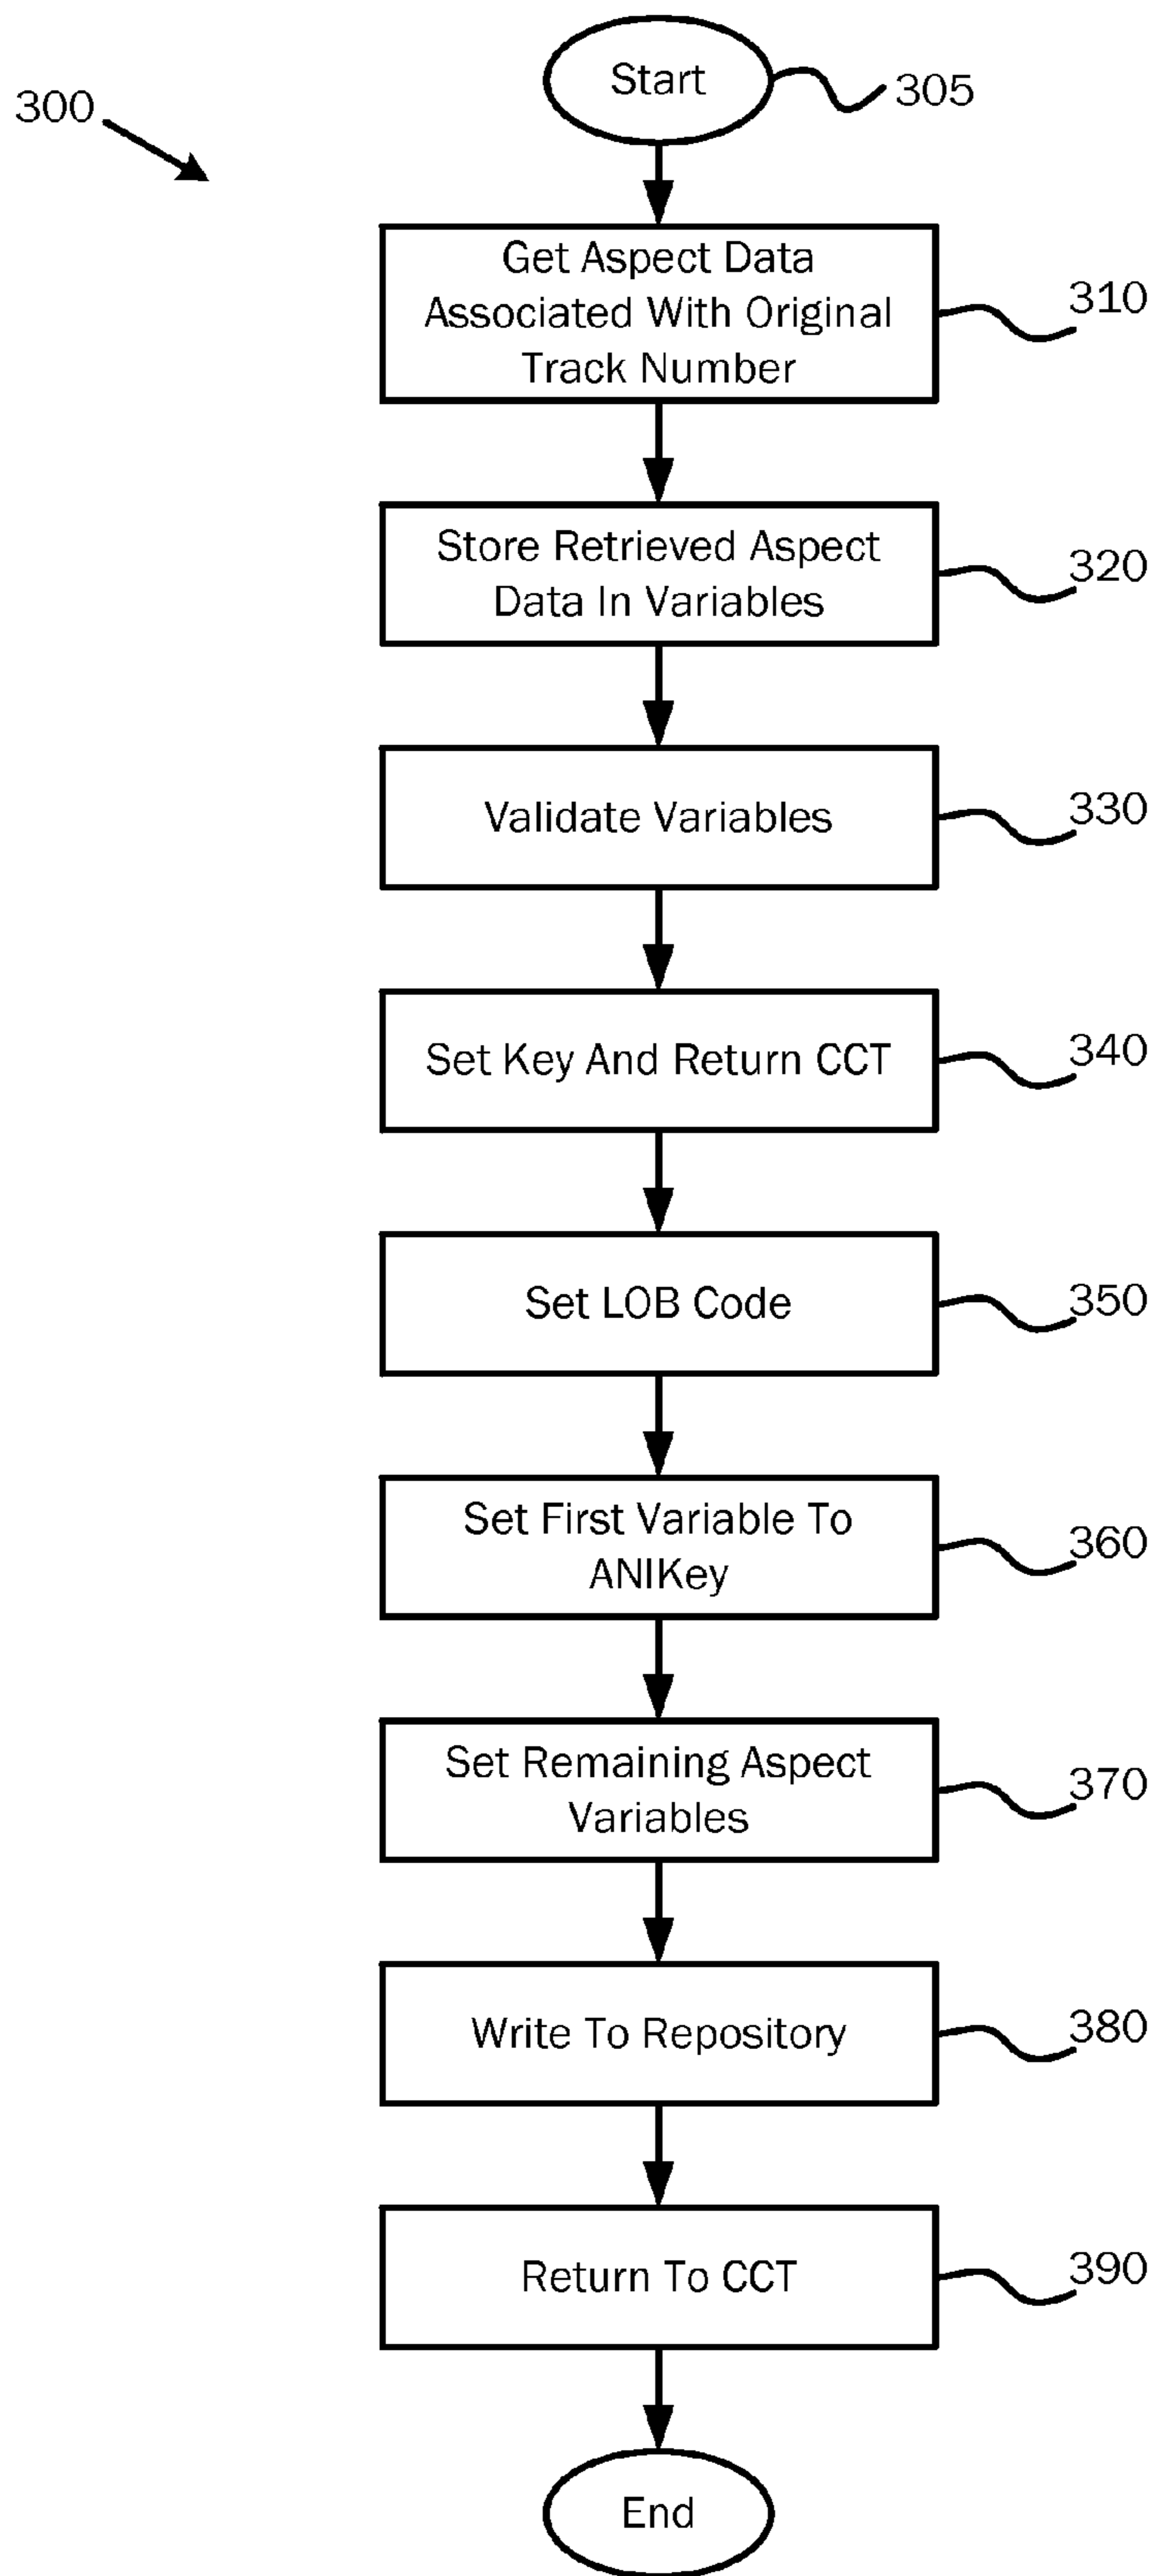 Start
305
300
Get Aspect Data
Associated With Original
Track Number
310
Store Retrieved Aspect
Data In Variables
320
Validate Variables
330
Set Key And Return CCT
340
Set LOB Code
350
Set First Variable To
ANIKey
360
Set Remaining Aspect
Variables
370
Write To Repository
380
Return To CCT
390
End